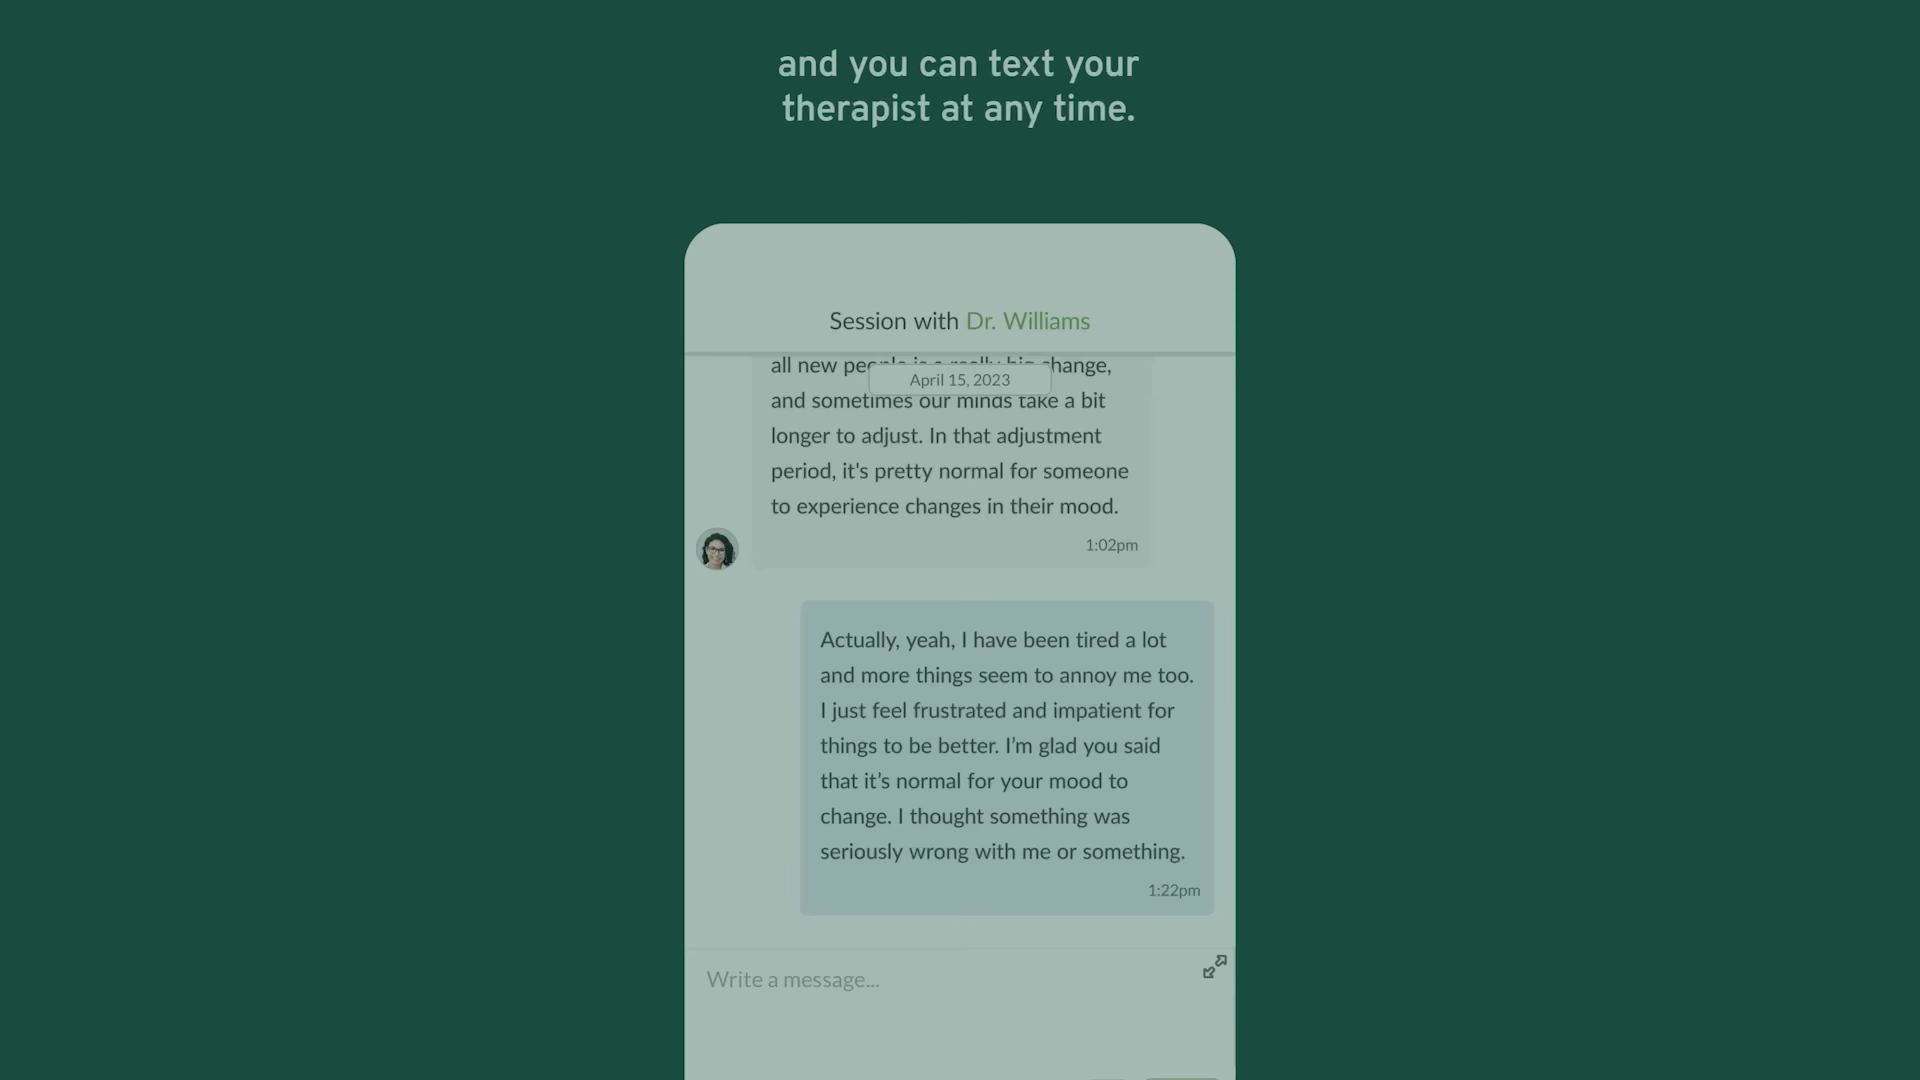 and you can text your
therapist at any time.
Session with Dr. Williams
all new people is a really big change,
April 15, 2023
and sometimes our minds take a bit
longer to adjust. In that adjustment
period, it's pretty normal for someone
to experience changes in their mood.
1:02pm
Actually, yeah, I have been tired a lot
and more things seem to annoy me too.
I just feel frustrated and impatient for
things to be better. I’m glad you said
that it’s normal for your mood to
change. I thought something was
seriously wrong with me or something.
1:22pm
Write a message...